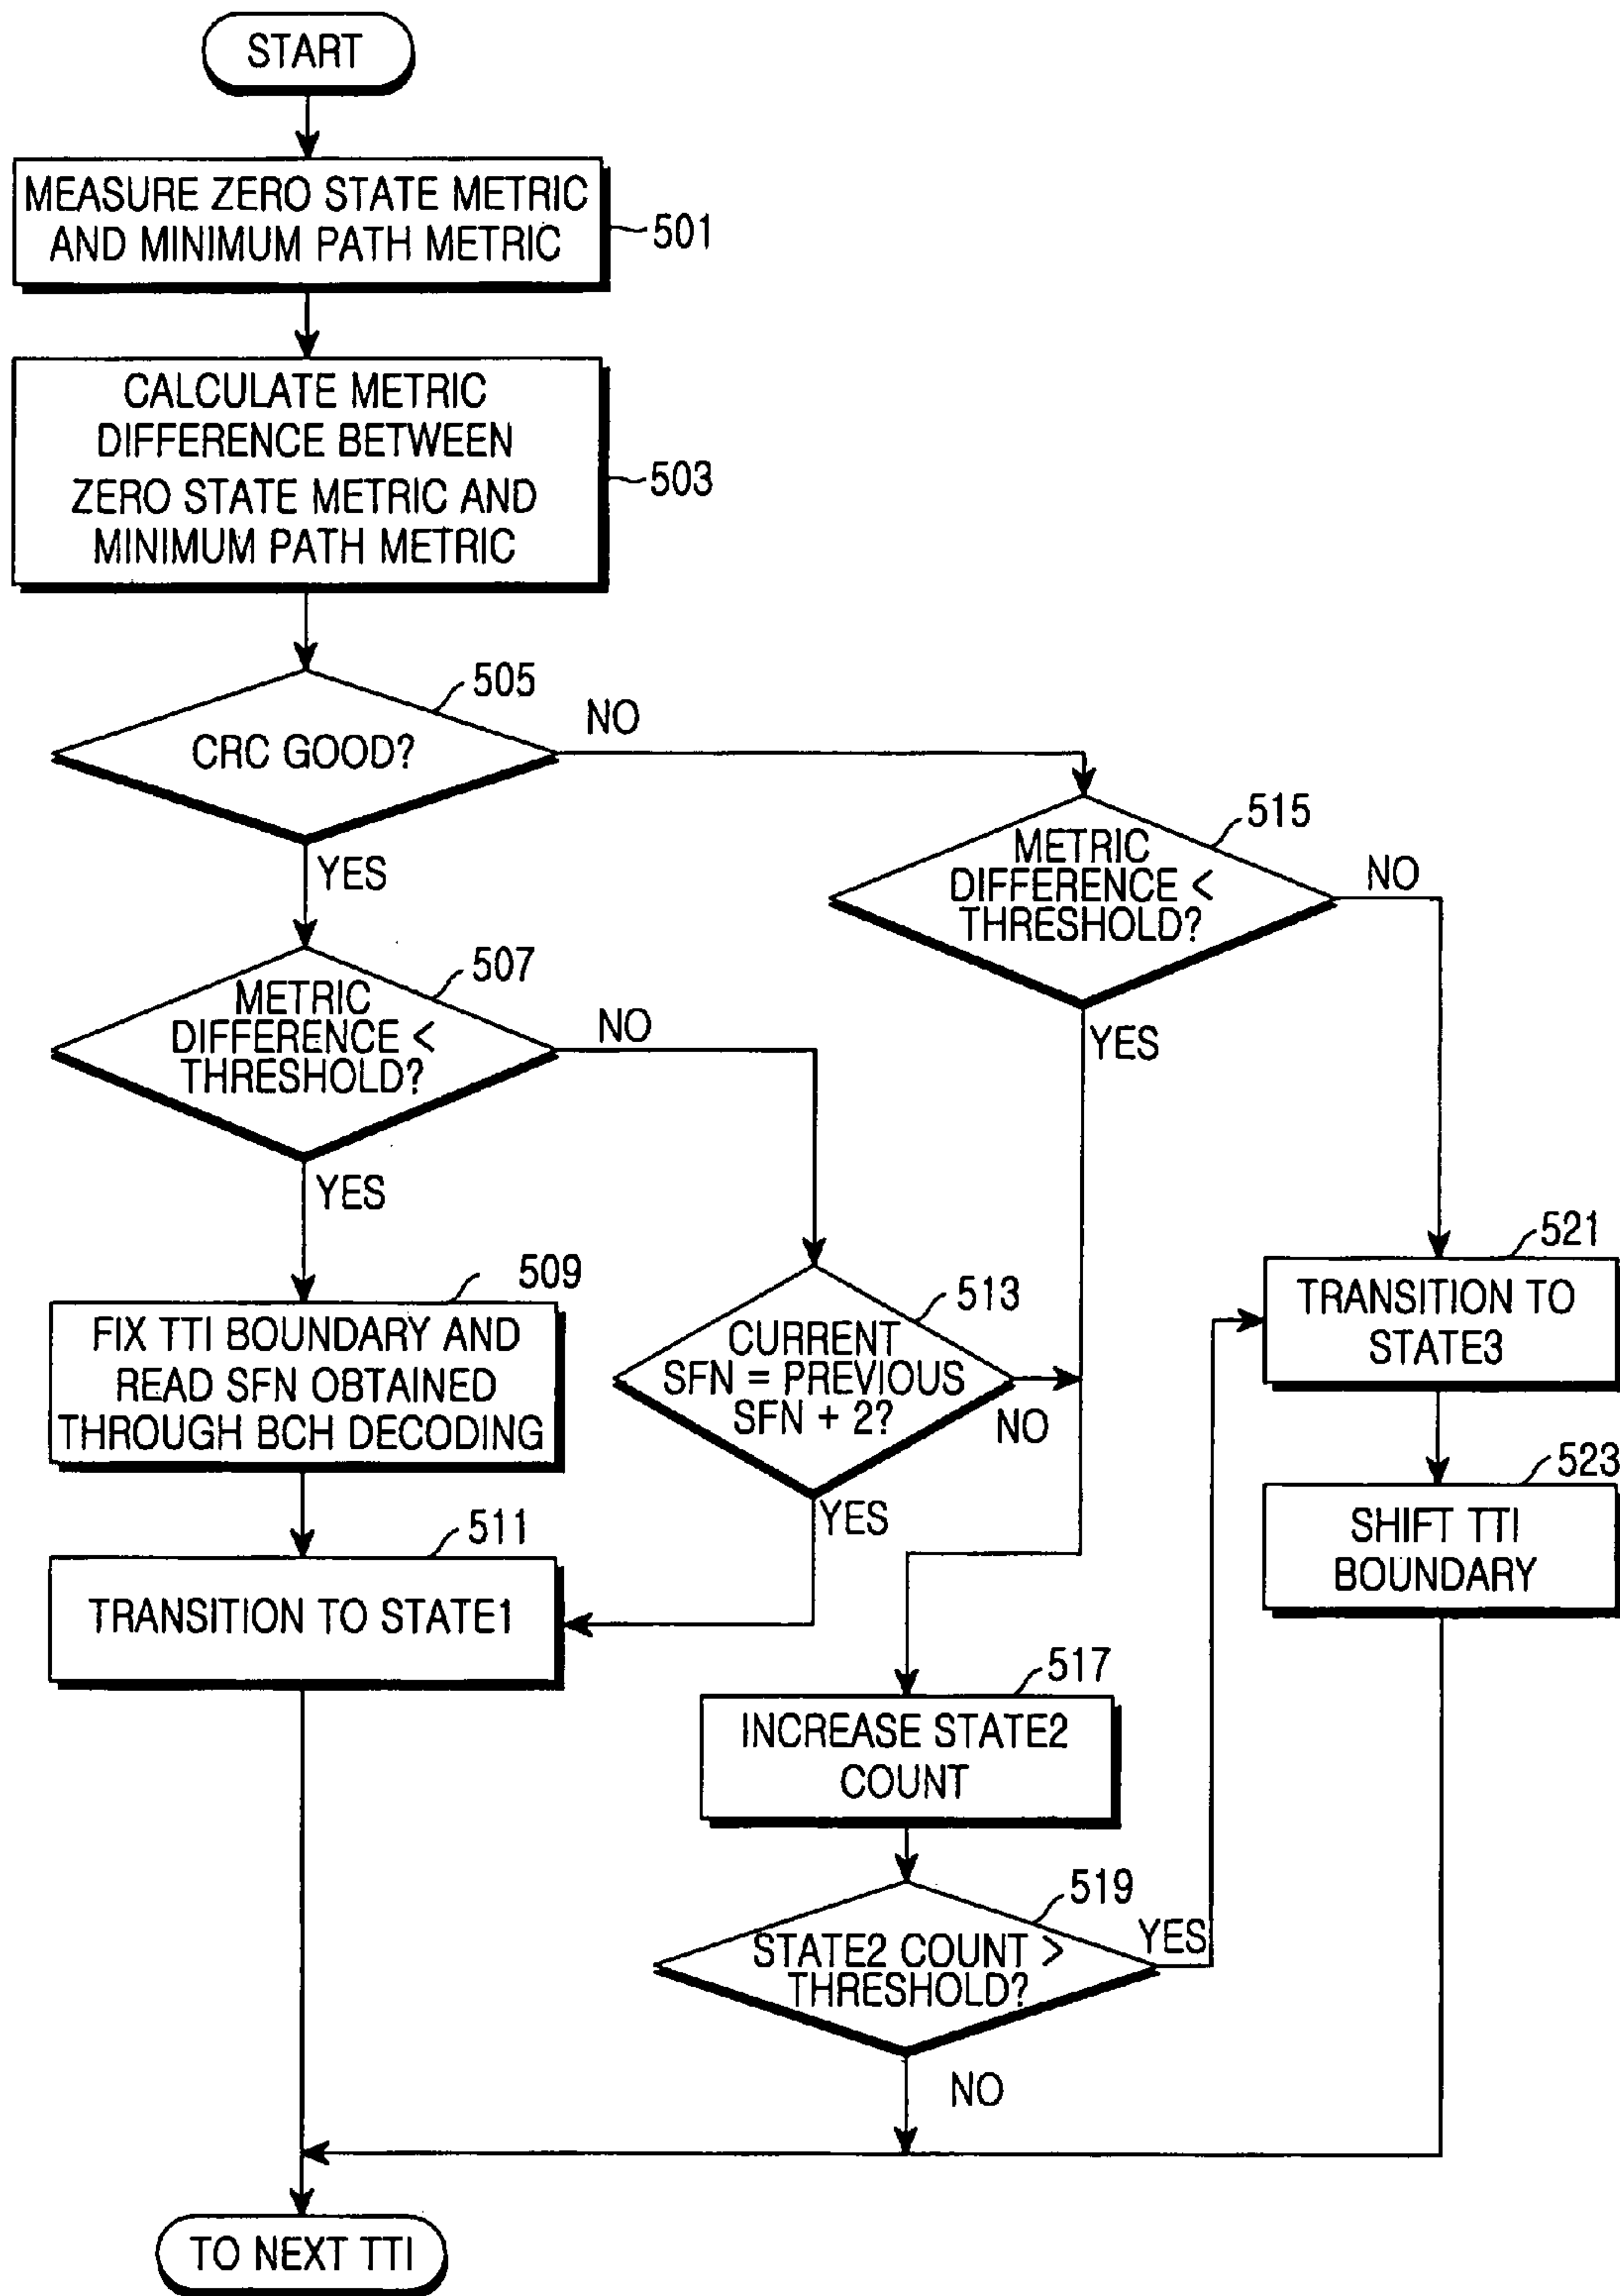 START
MEASURE ZERO STATE METRIC
AND MINIMUM PATH METRIC
501
CALCULATE METRIC
DIFFERENCE BETWEEN
ZERO STATE METRIC AND
MINIMUM PATH METRIC
503
505
CRC GOOD?
NO
YES
515
METRIC
DIFFERENCE <
THRESHOLD?
NO
YES
507
METRIC
DIFFERENCE <
THRESHOLD?
NO
YES
509
FIX TTI BOUNDARY AND
READ SFN OBTAINED
THROUGH BCH DECODING
513
CURRENT
SFN = PREVIOUS
SFN + 2?
NO
YES
521
TRANSITION TO
STATE3
523
SHIFT TTI
BOUNDARY
511
TRANSITION TO STATE1
517
INCREASE STATE2
COUNT
519
STATE2 COUNT >
THRESHOLD?
YES
NO
TO NEXT TTI